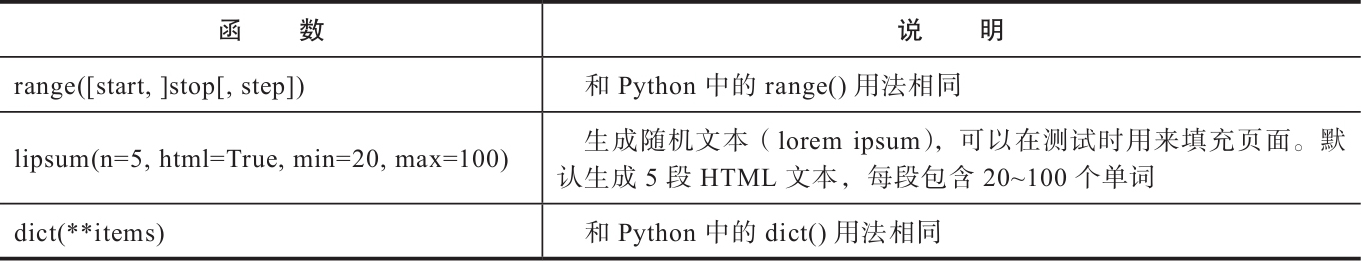 函 数 说 明
range([start, ]stop[, step]) 和 Python 中的 range() 用法相同
lipsum(n=5, html=True, min=20, max=100) 生成随机文本（lorem ipsum），可以在测试时用来填充页面。默
认生成 5 段 HTML 文本，每段包含 20~100 个单词
dict(**items) 和 Python 中的 dict() 用法相同